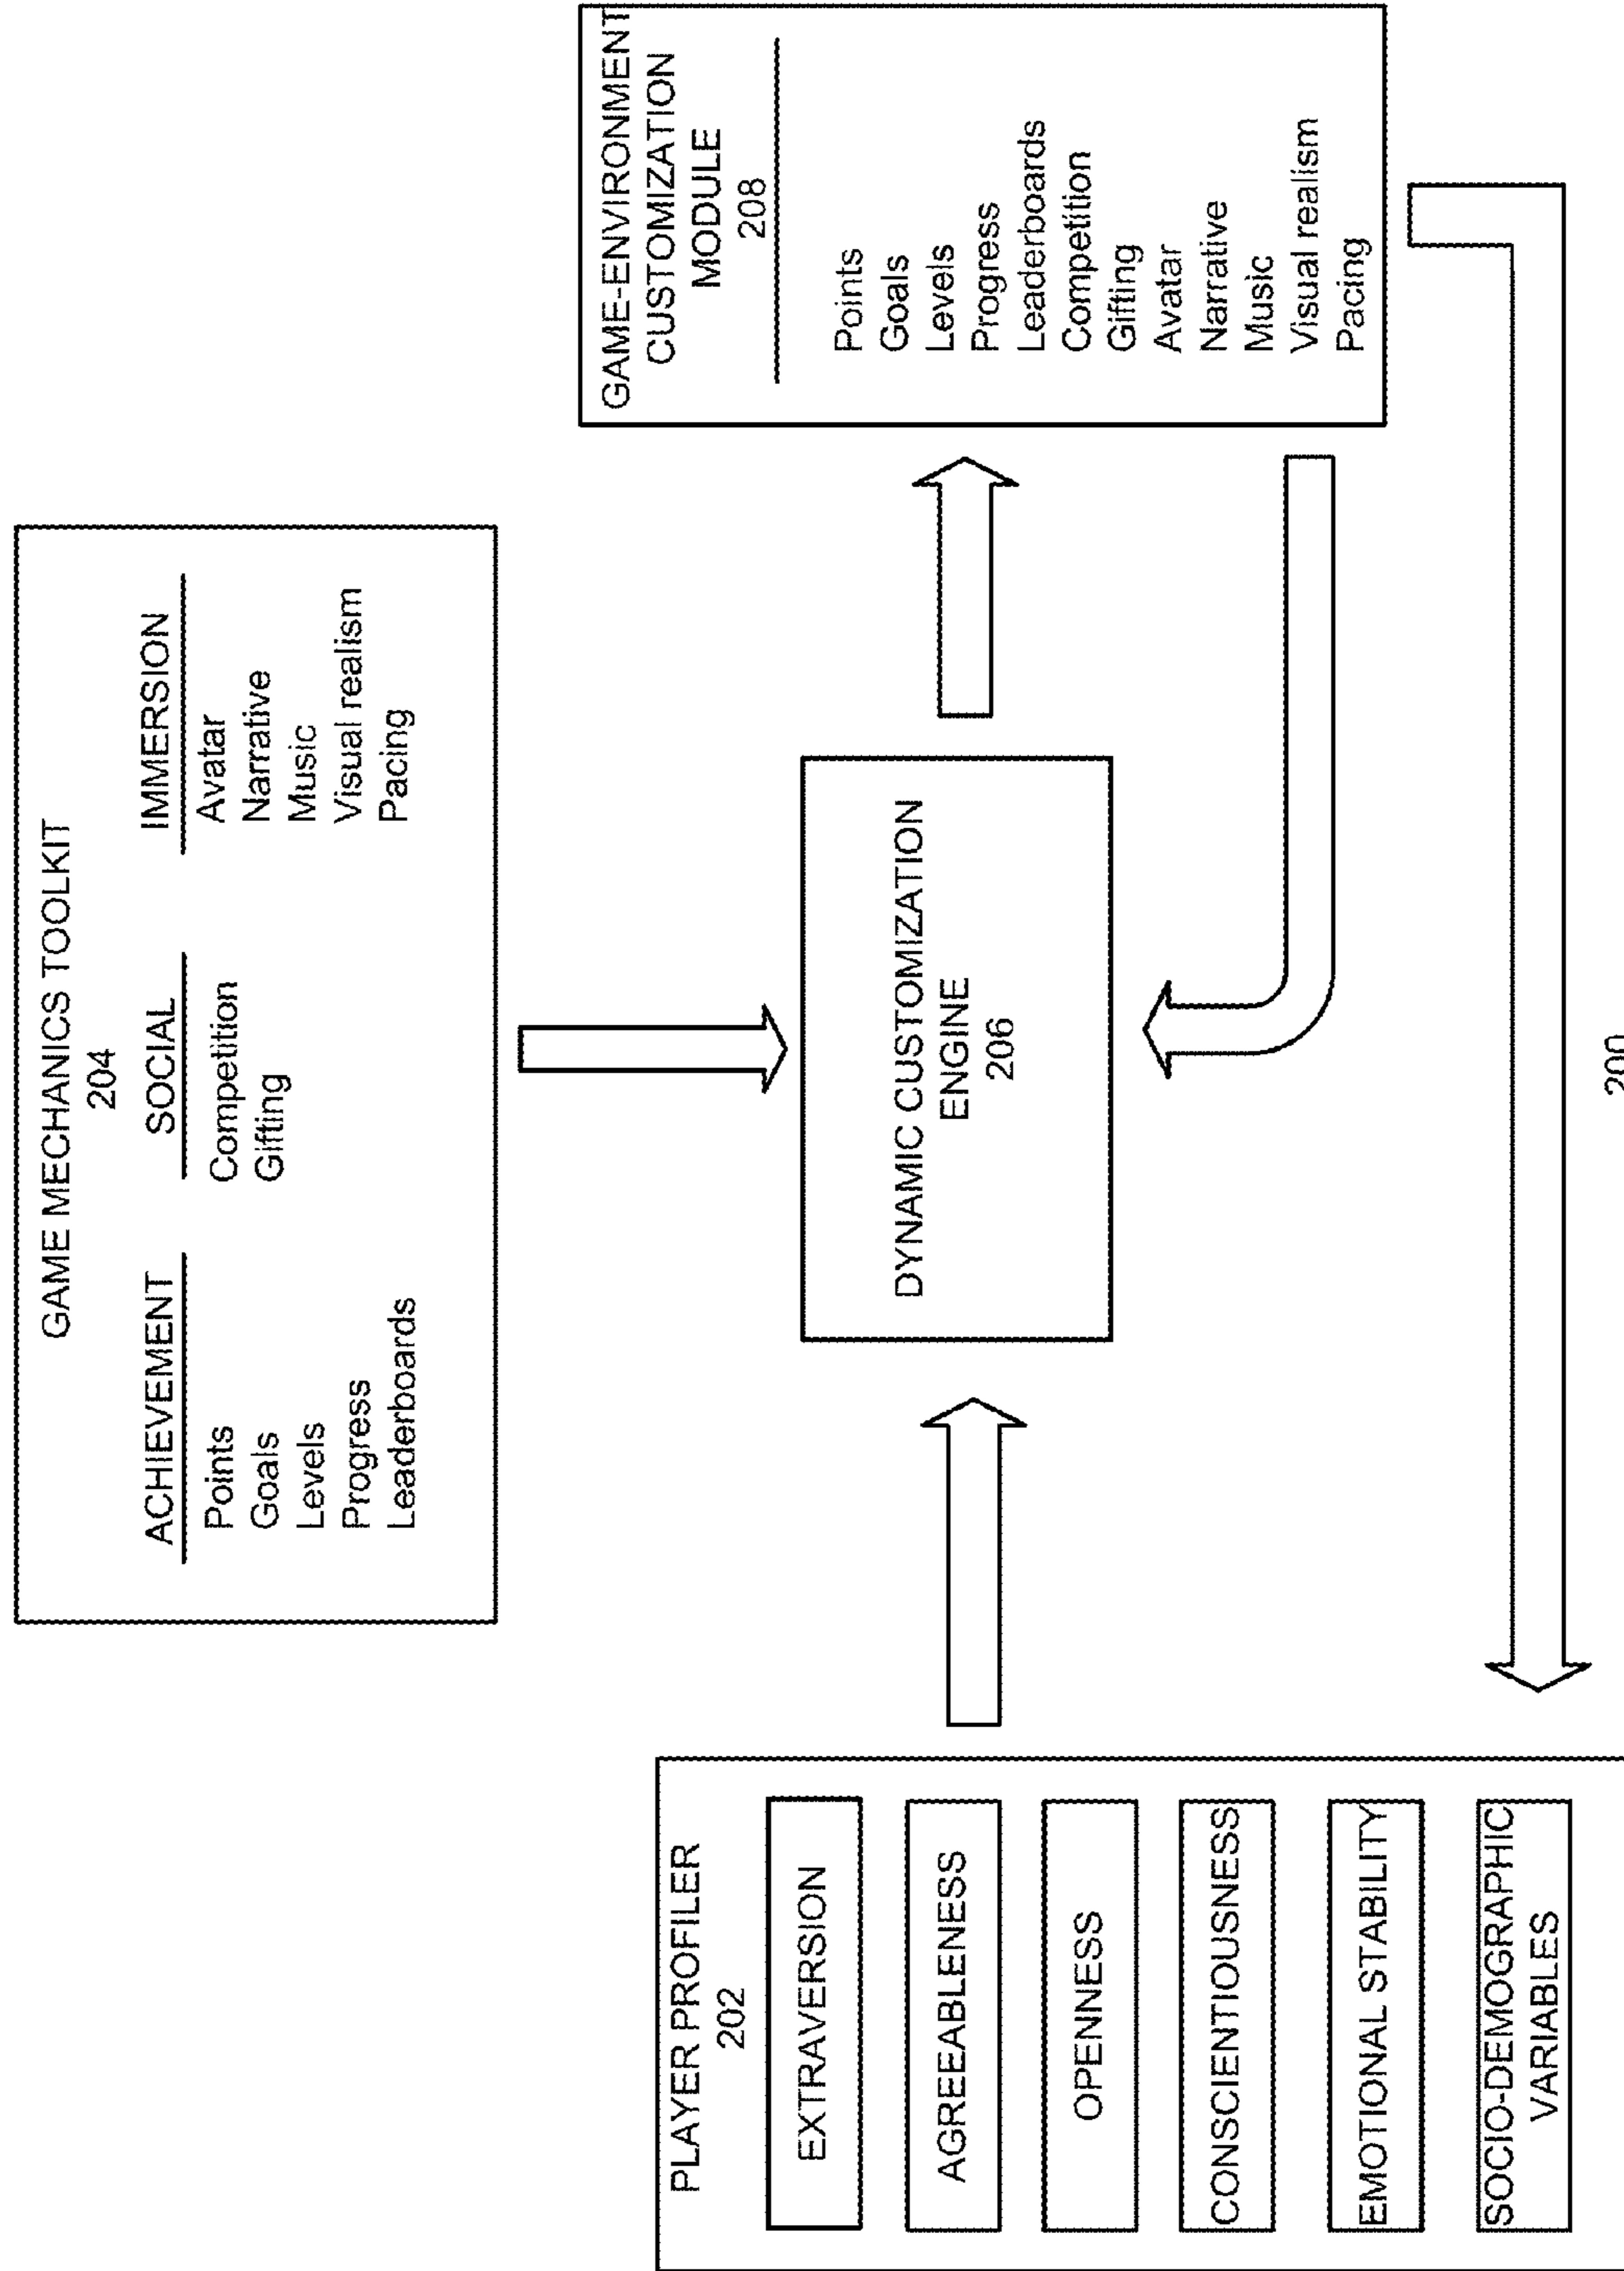 GAME MECHANICS TOOLKIT
204
ACHIEVEMENT
Points
Goals
Levels
Progress
Leaderboards
SOCIAL
Competition
Gifting
IMMERSION
Avatar
Narrative
Music
Visual realism
Pacing
PLAYER PROFILER
202
EXTRAVERSION
AGREEABLENESS
OPENNESS
CONSCIENTIOUSNESS
EMOTIONAL STABILITY
SOCIO-DEMOGRAPHIC
VARIABLES
DYNAMIC CUSTOMIZATION
ENGINE
206
GAME-ENVIRONMENT
CUSTOMIZATION
MODULE
208
Points
Goals
Levels
Progress
Leaderboards
Competition
Gifting
Avatar
Narrative
Music
Visual realism
Pacing
200